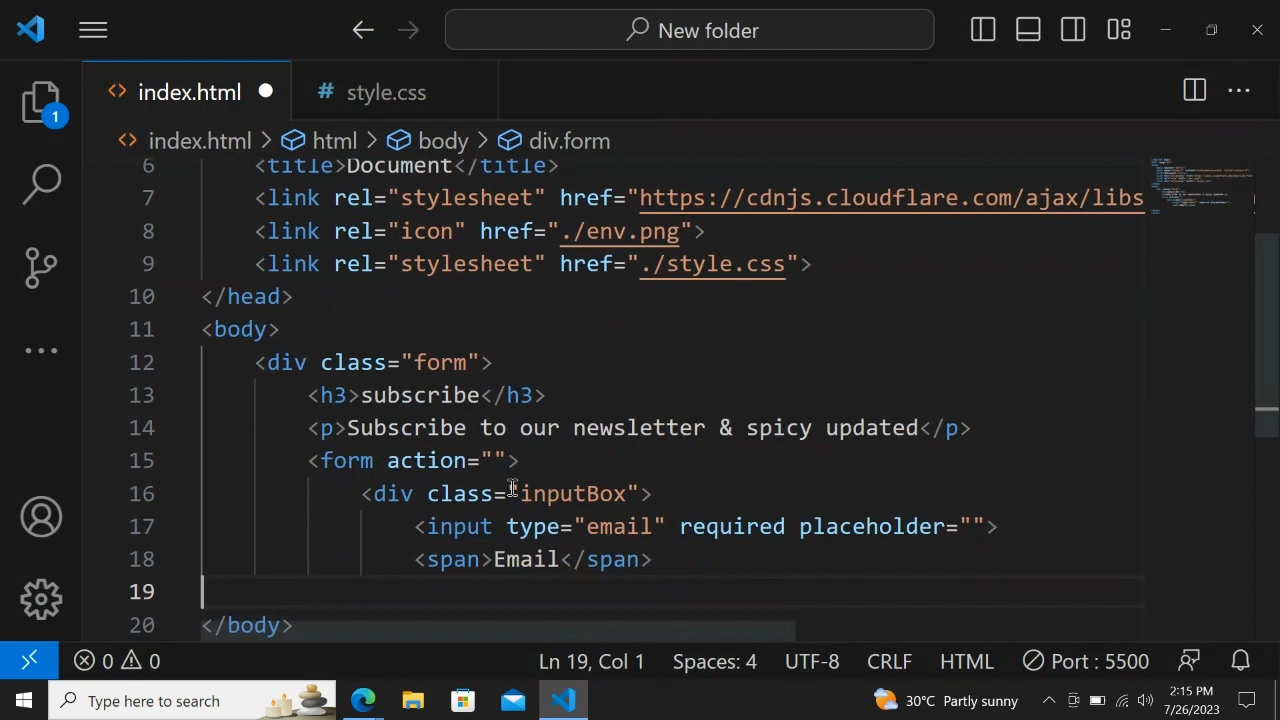 New folder
index.html
# style.css
1
index.html > html > body > div.form
6 <title>Document</title>
7 <link rel="stylesheet" href="https://cdnjs.cloudflare.com/ajax/libs
8 <link rel="icon" href="./env.png">
9 <link rel="stylesheet" href="./style.css">
10 </head>
11 <body>
12 <div class="form">
13 <h3>subscribe</h3>
14 <p>Subscribe to our newsletter & spicy updated</p>
15 <form action="">
16 <div class="inputBox">
17 <input type="email" required placeholder="">
18 <span>Email</span>
19
20 </body>
0 0 Ln 19, Col 1 Spaces: 4 UTF-8 CRLF HTML Port : 5500
Type here to search 30°C Partly sunny 2:15 PM
7/26/2023